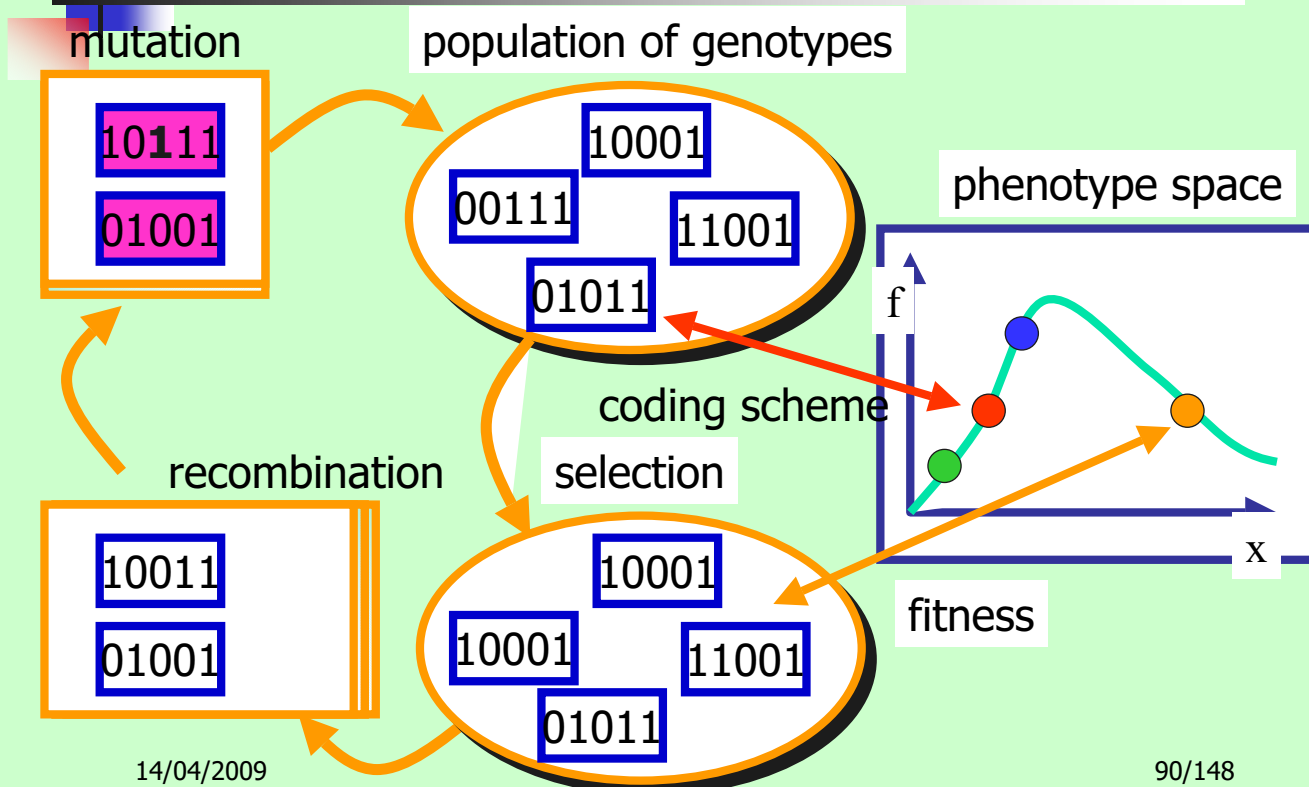 mutation
population of genotypes
10111
01001
10001
00111
11001
01011
phenotype space
f
x
coding scheme
recombination
selection
10011
01001
10001
10001
11001
01011
fitness
14/04/2009
90/148